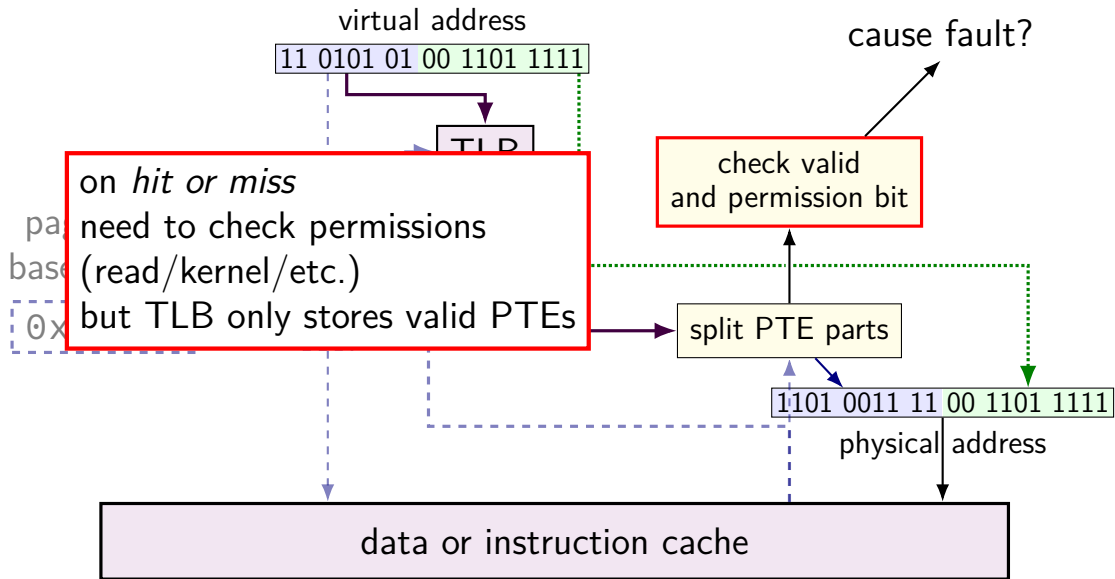 virtual address
11 0101 01 00 1101 1111
cause fault?
TLB
check valid
and permission bit
on hit or miss
need to check permissions
(read/kernel/etc.)
but TLB only stores valid PTEs
0x
split PTE parts
1101 0011 11 00 1101 1111
physical address
data or instruction cache